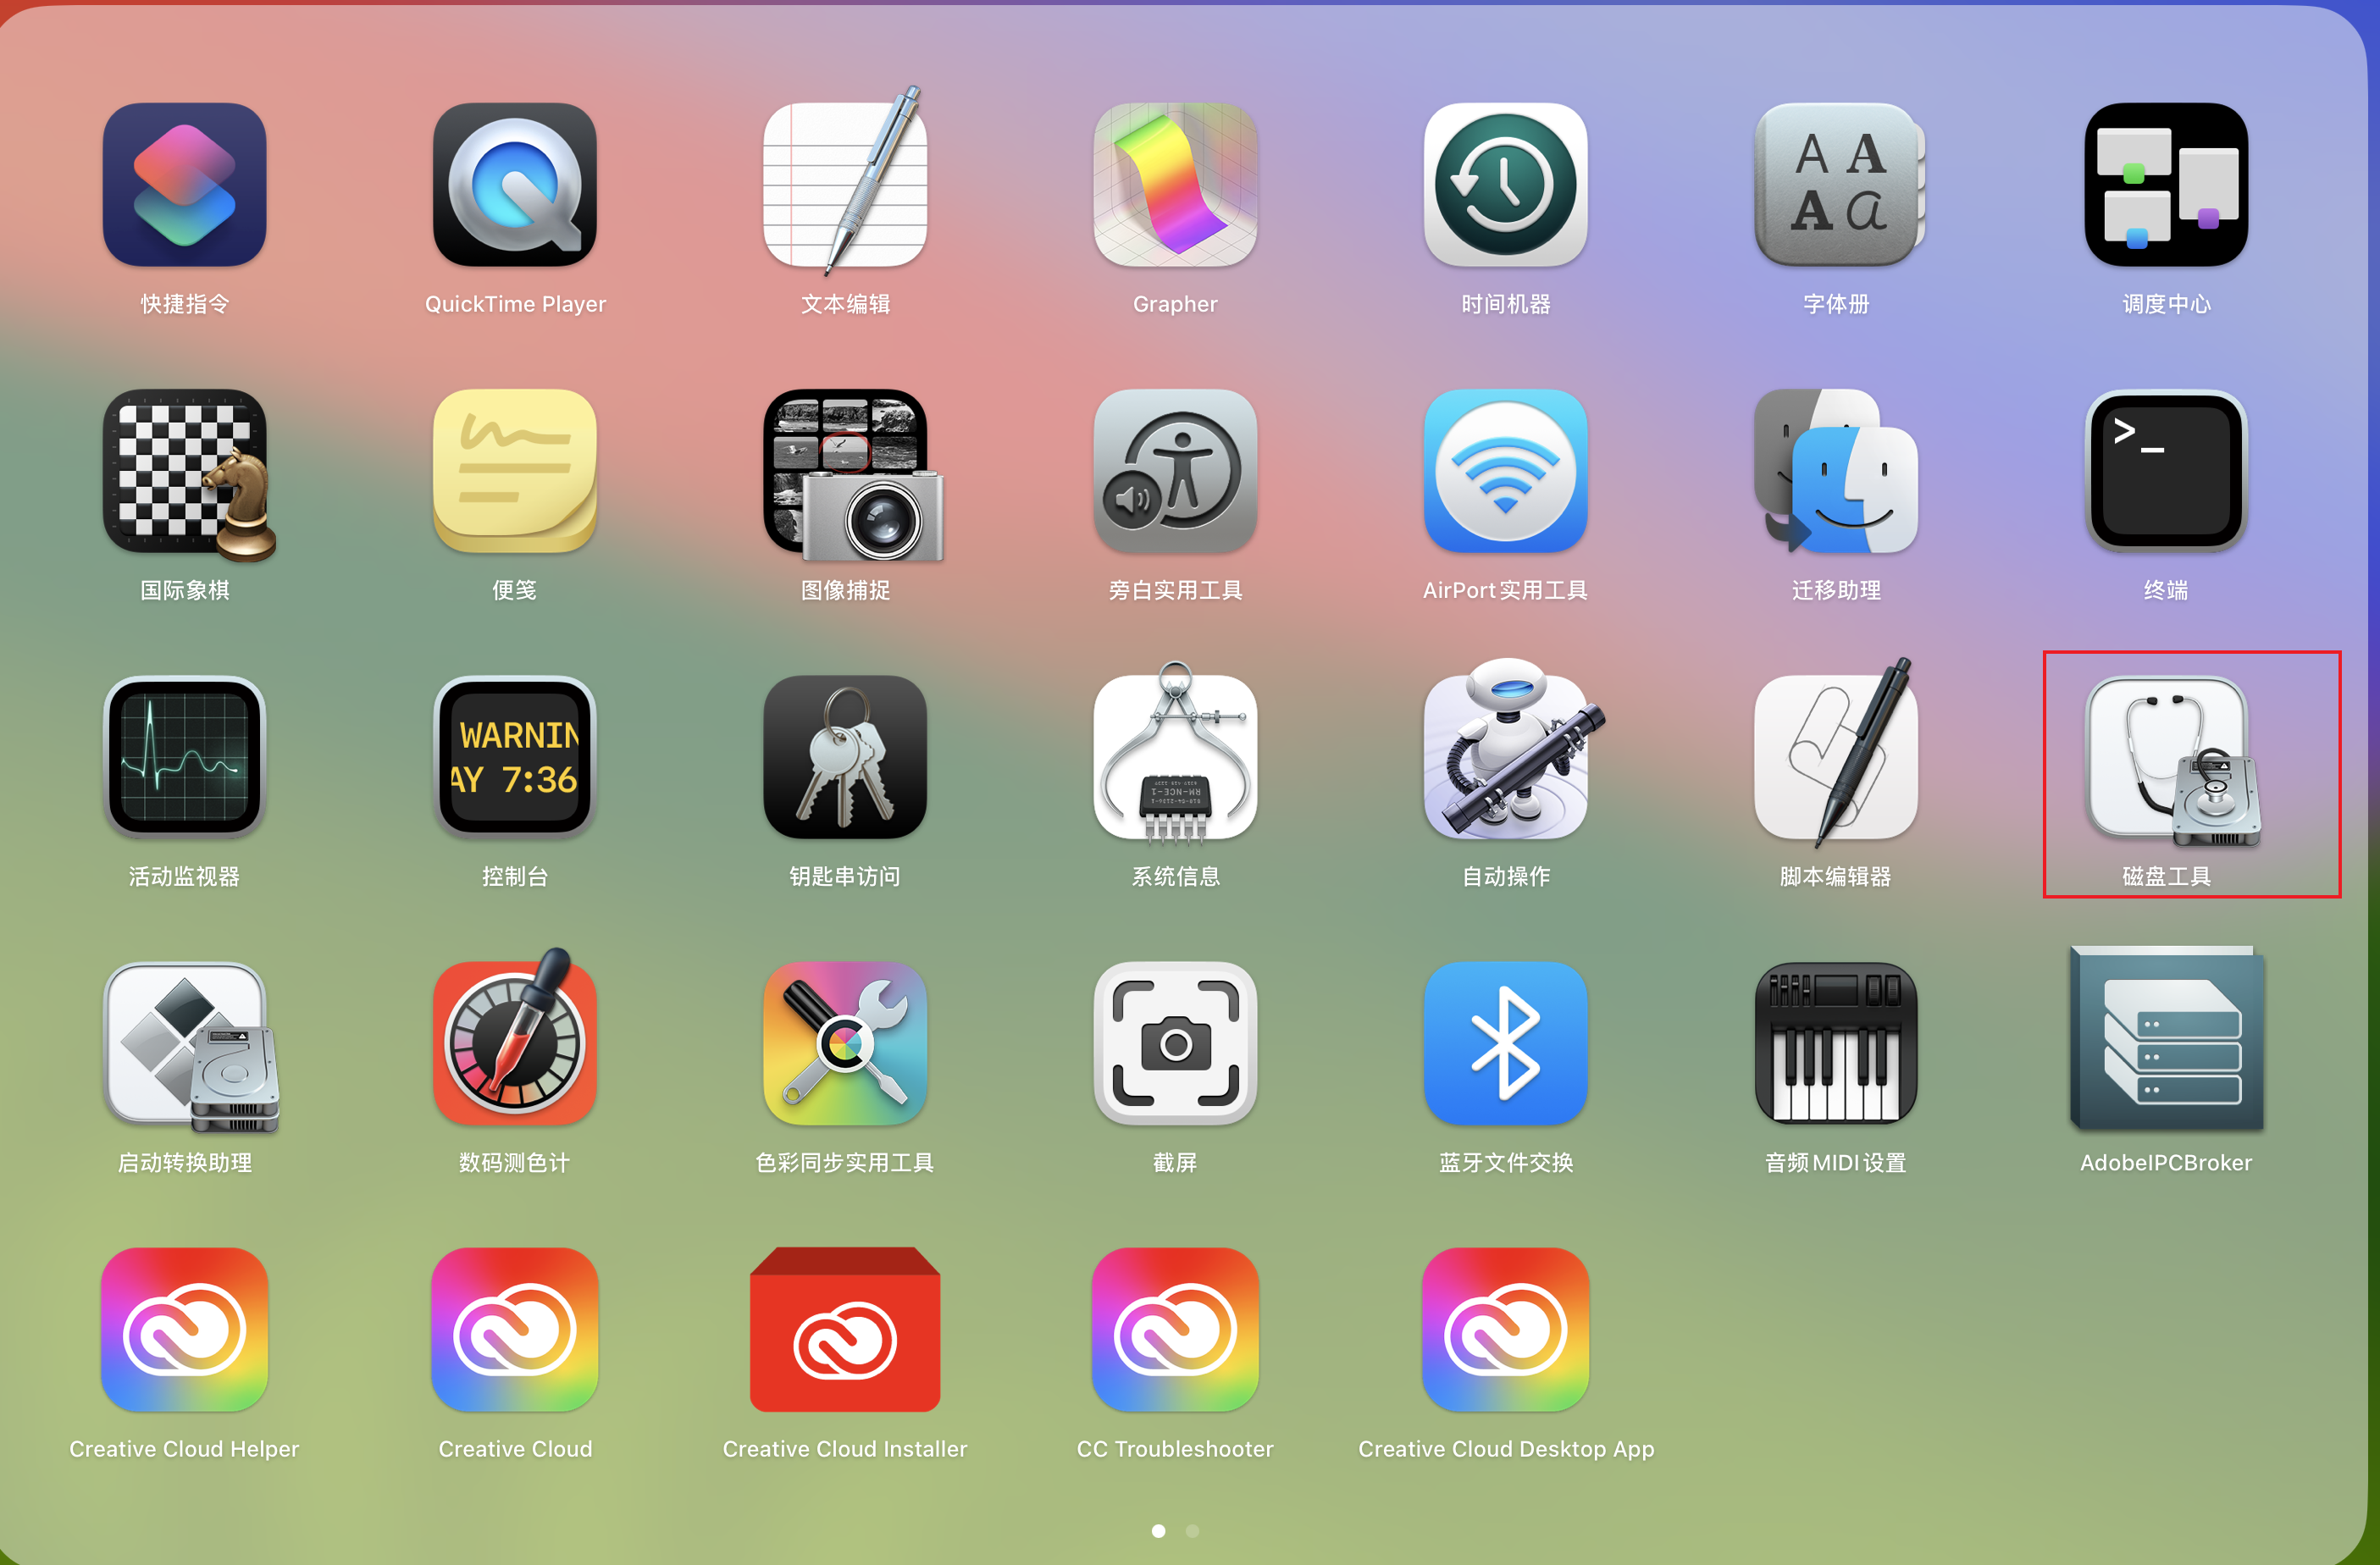 A A
A a
快捷指令 QuickTime Player 文本编辑 Grapher 时间机器 字体册 调度中心
>_
国际象棋 便笺 图像捕捉 旁白实用工具 AirPort实用工具 迁移助理 终端
WARNIN
AY 7:36
RM-NCE-1
活动监视器 控制台 钥匙串访问 系统信息 自动操作 脚本编辑器 磁盘工具
启动转换助理 数码测色计 色彩同步实用工具 截屏 蓝牙文件交换 音频MIDI设置 AdobeIPCBroker
Creative Cloud Helper Creative Cloud Creative Cloud Installer CC Troubleshooter Creative Cloud Desktop App